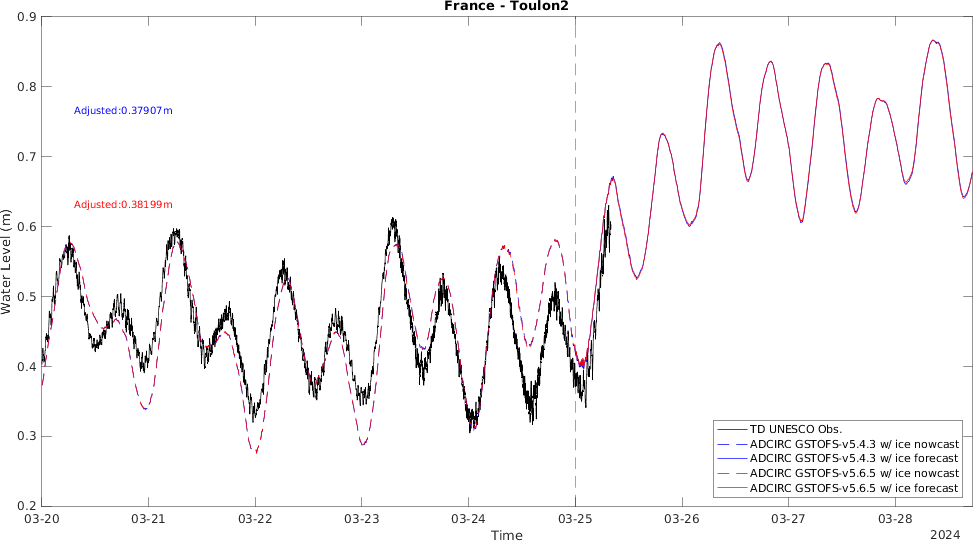 France - Toulon2
0.9
0.8
0.7
0.6
0.5
0.4
0.3
0.2
Water Level (m)
Adjusted:0.37907m
Adjusted:0.38199m
TD UNESCO Obs.
ADCIRC GSTOFS-v5.4.3 w/ ice nowcast
ADCIRC GSTOFS-v5.4.3 w/ ice forecast
ADCIRC GSTOFS-v5.6.5 w/ ice nowcast
ADCIRC GSTOFS-v5.6.5 w/ ice forecast
03-20 03-21 03-22 03-23 03-24 03-25 03-26 03-27 03-28
Time
2024